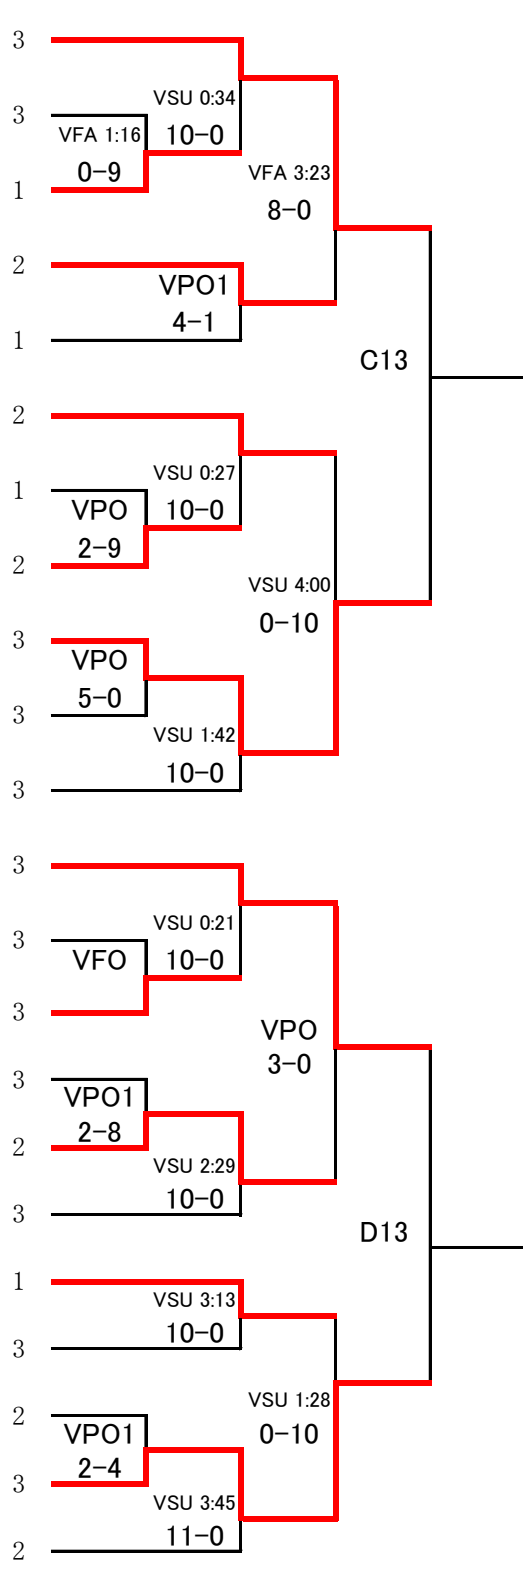 3
VSU 0:34
3
VFA 1:16
10-0
0-9
VFA 3:23
1
8-0
2
VPO1
4-1
1
C13
2
VSU 0:27
1
VPO
10-0
2-9
2
VSU 4:00
0-10
3
VPO
5-0
3
VSU 1:42
10-0
3
3
VSU 0:21
3
VFO
10-0
3
VPO
3-0
3
VPO1
2-8
2
VSU 2:29
10-0
3
D13
1
VSU 3:13
10-0
3
VSU 1:28
2
VPO1
0-10
2-4
3
VSU 3:45
11-0
2